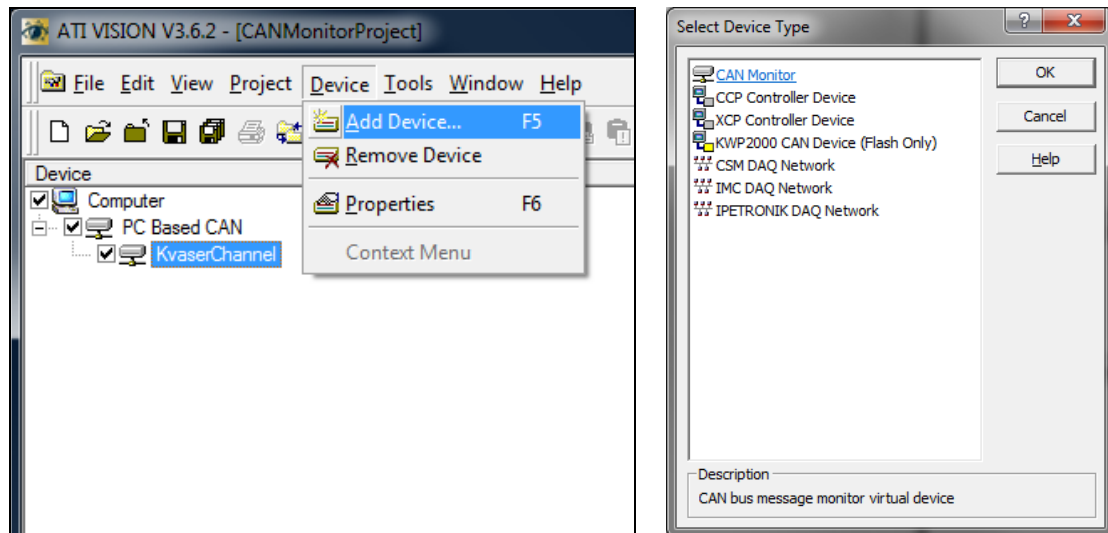 ATI VISION V3.6.2 - [CANMonitorProject]
File Edit View Project Device Tools Window Help
Add Device... F5
Remove Device
Properties F6
Context Menu
Device
Computer
PC Based CAN
KvaserChannel
Select Device Type
? X
CAN Monitor
CCP Controller Device
XCP Controller Device
KWP2000 CAN Device (Flash Only)
CSM DAQ Network
IMC DAQ Network
IPETRONIK DAQ Network
OK
Cancel
Help
Description
CAN bus message monitor virtual device